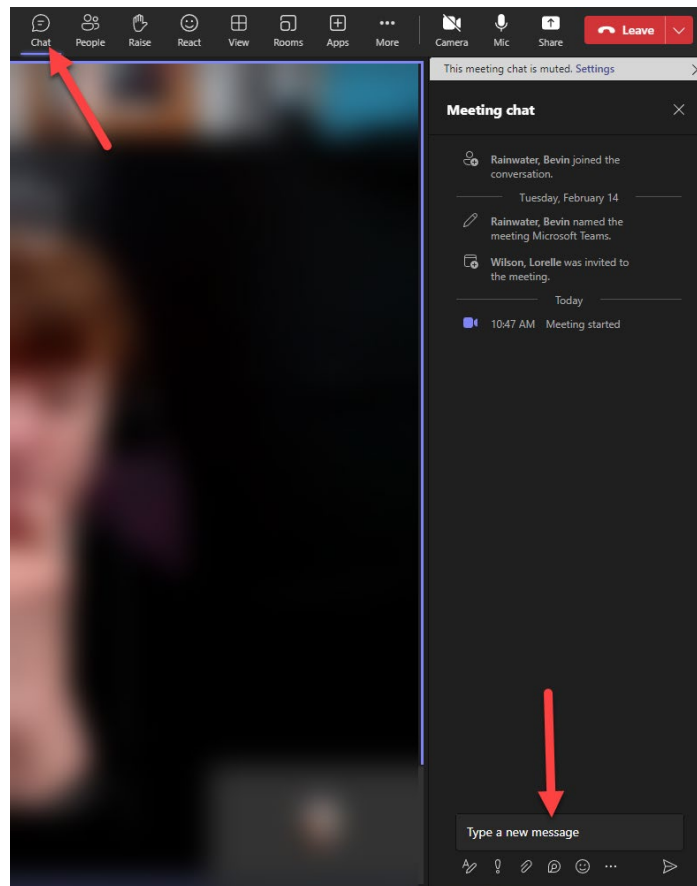 Chat People Raise React View Rooms Apps More Camera Mic Share Leave
This meeting chat is muted. Settings
Meeting chat
Rainwater, Bevin joined the
conversation.
Tuesday, February 14
Rainwater, Bevin named the
meeting Microsoft Teams.
Wilson, Lorelle was invited to
the meeting.
Today
10:47 AM Meeting started
Type a new message